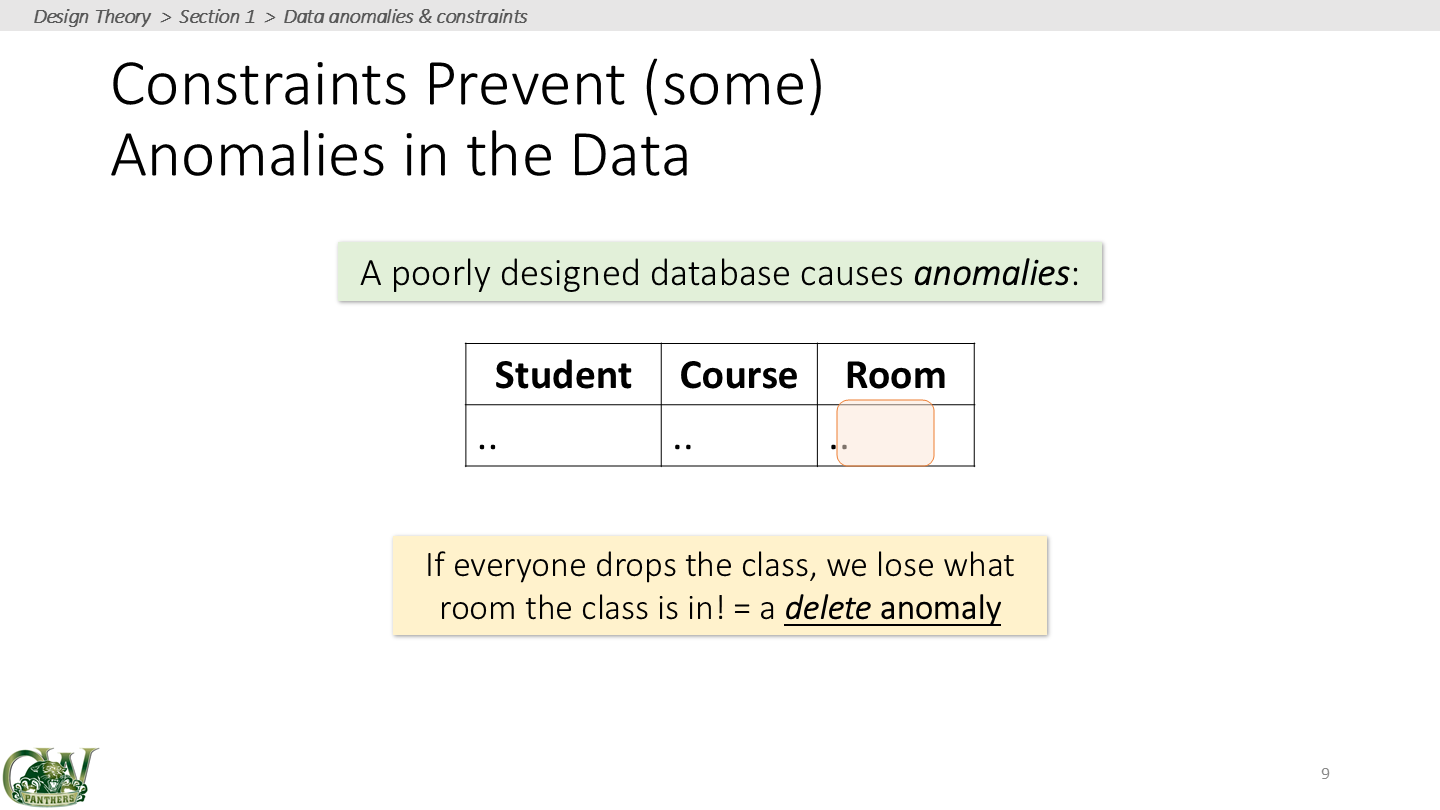 Design Theory > Section 1 > Data anomalies & constraints
Constraints Prevent (some)
Anomalies in the Data
A poorly designed database causes anomalies:
Student Course Room
.. .. ..
If everyone drops the class, we lose what
room the class is in! = a delete anomaly
OW
PANTHERS
9